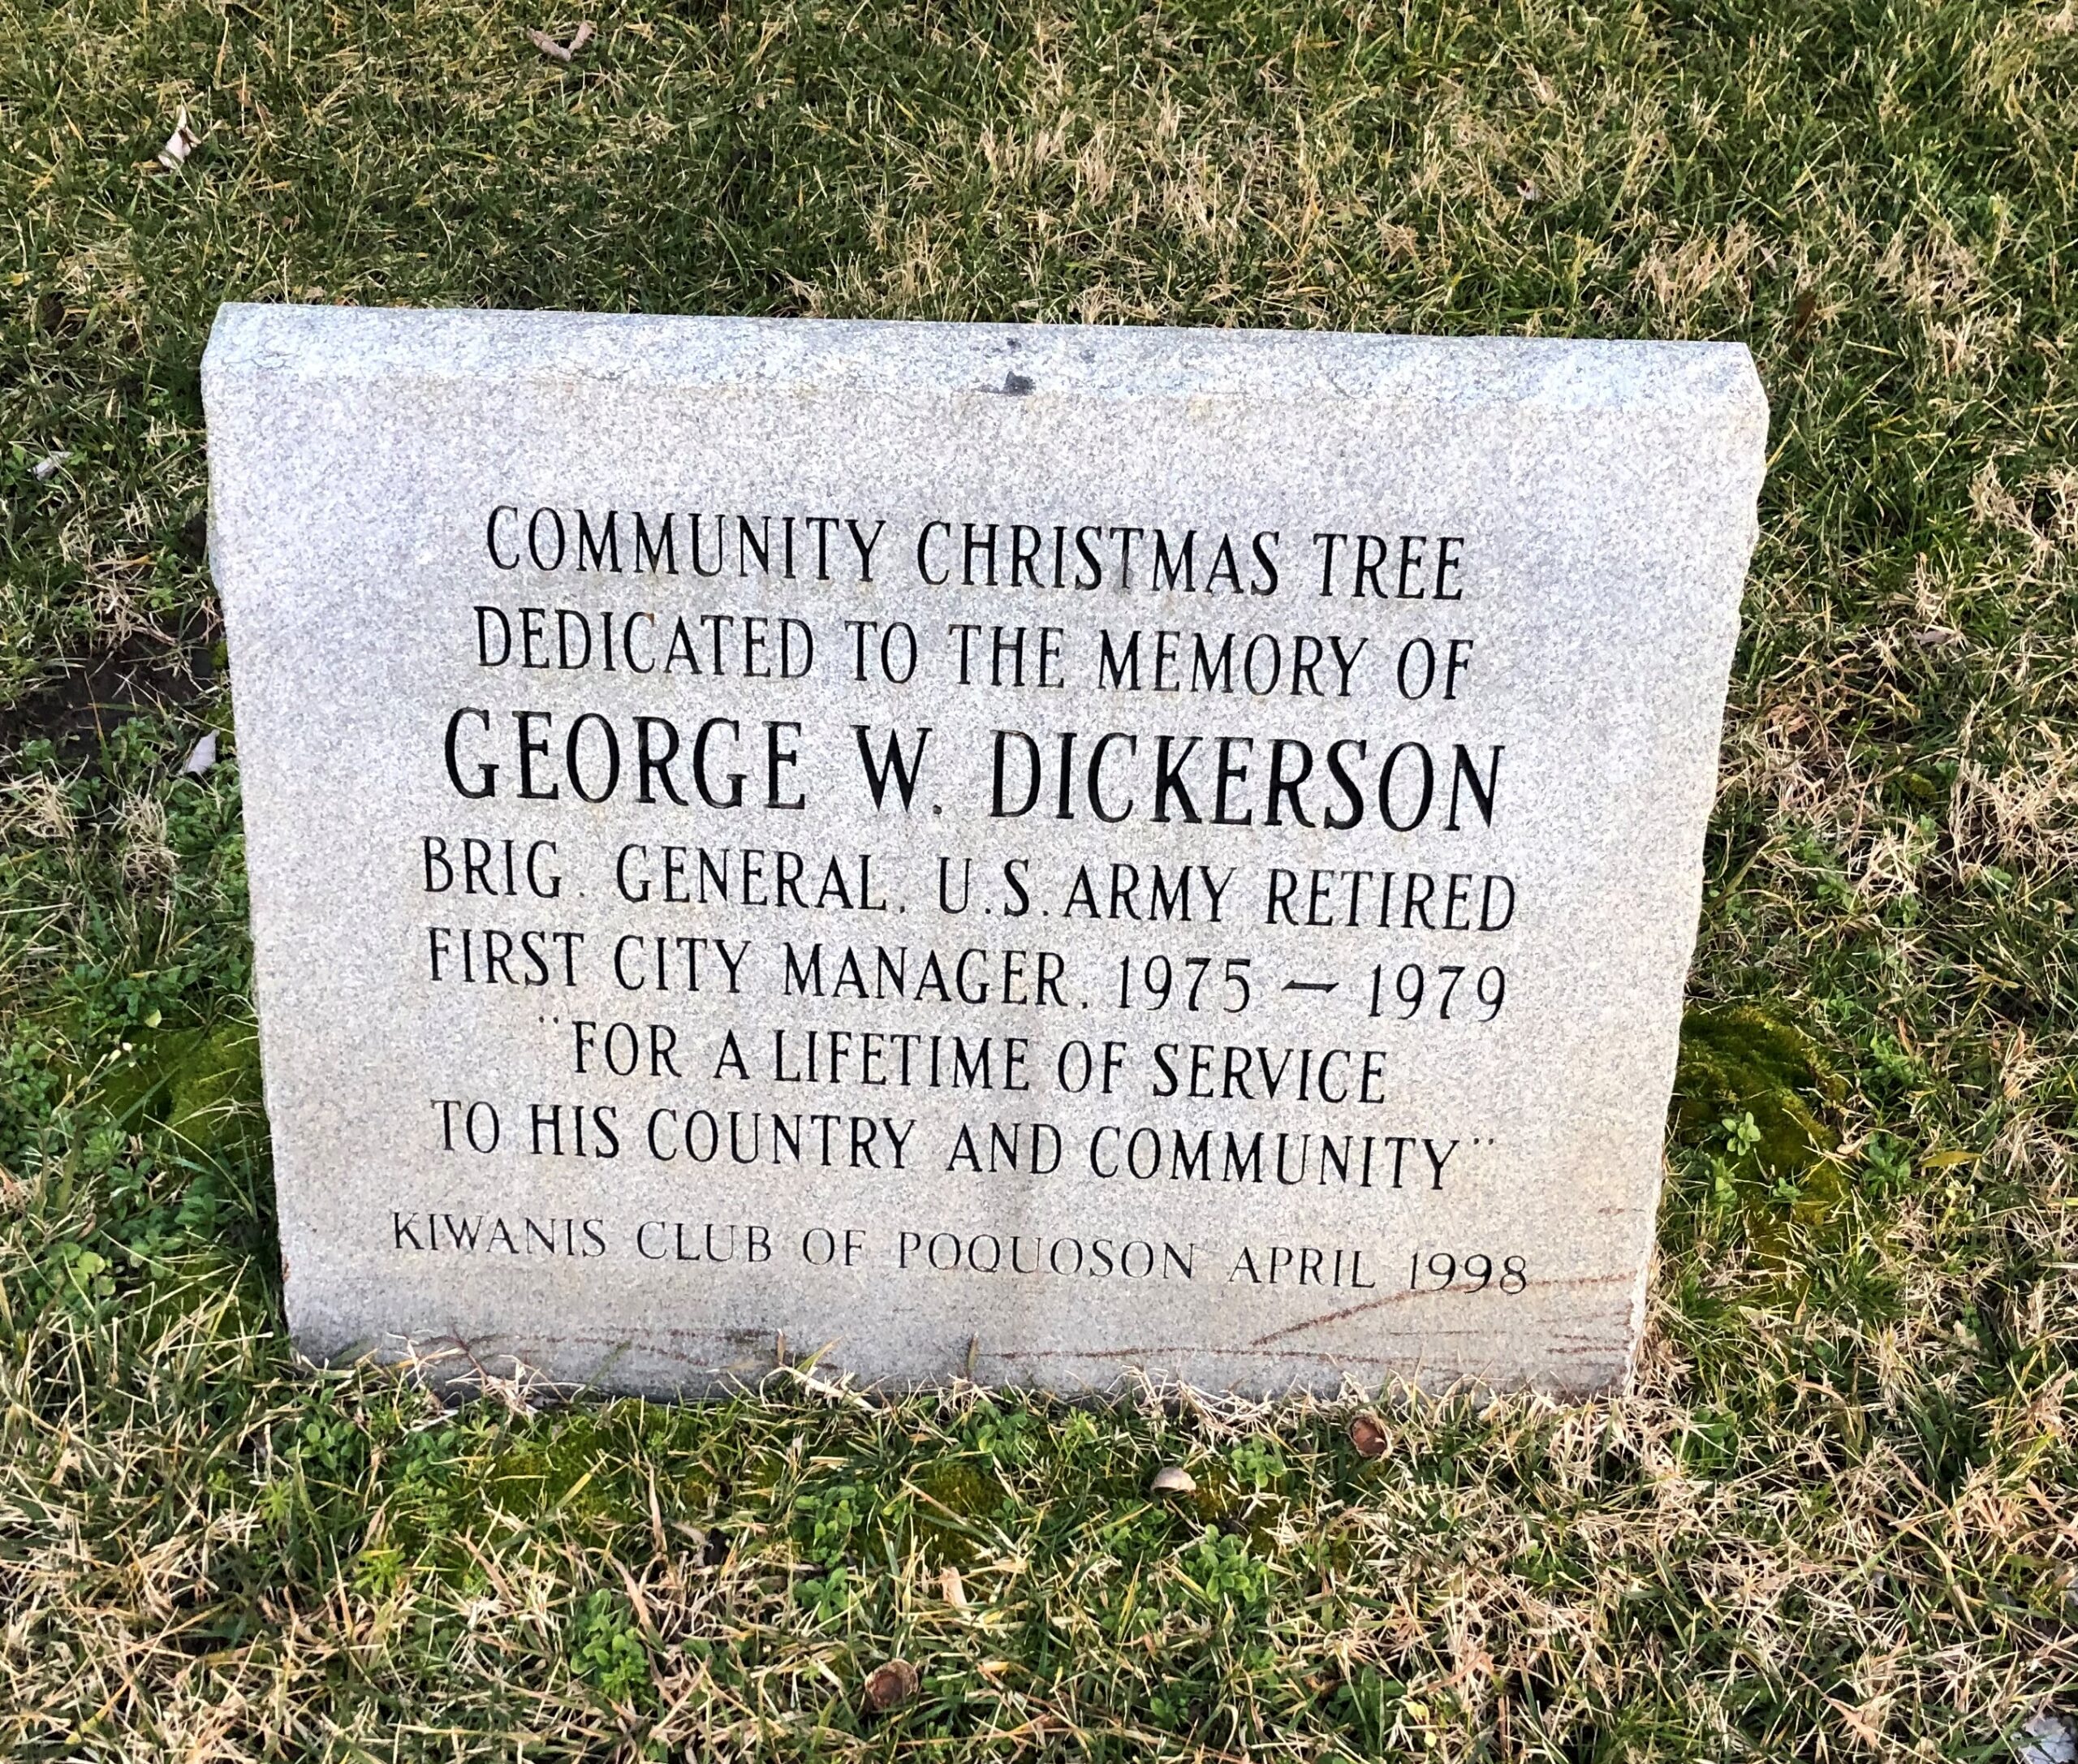 COMMUNITY CHRISTMAS TREE
DEDICATED TO THE MEMORY OF
GEORGE W. DICKERSON
BRIG. GENERAL, U.S. ARMY RETIRED
FIRST CITY MANAGER, 1975 — 1979
"FOR A LIFETIME OF SERVICE
TO HIS COUNTRY AND COMMUNITY"
KIWANIS CLUB OF POQUOSON APRIL 1998